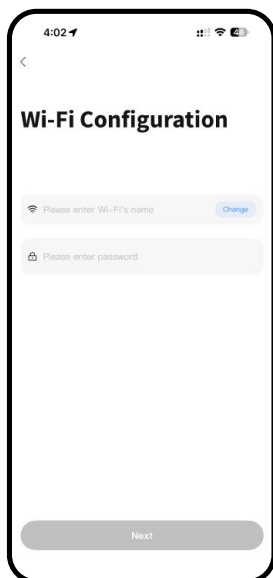 4:02
48
Wi-Fi Configuration
Please enter Wi-Fi's name
Change
Please enter password
Next